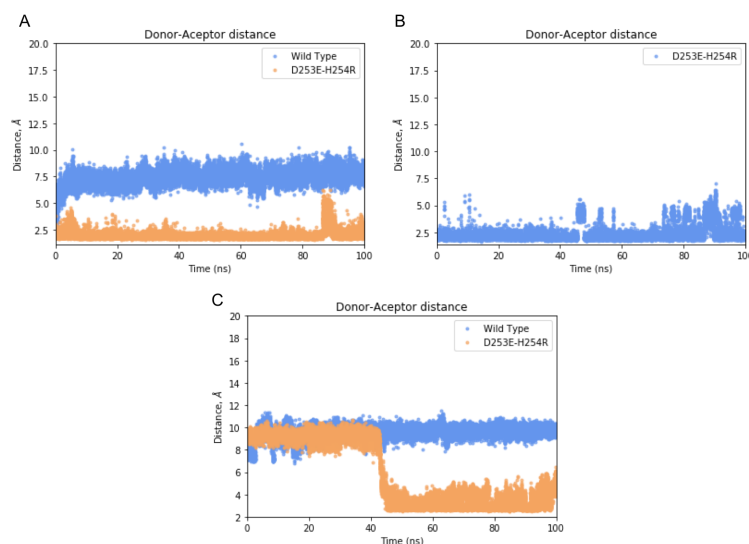 A
Donor-Aceptor distance
Wild Type
D253E-H254R
20.0
17.5
15.0
12.5
10.0
7.5
5.0
2.5
Distance, Å
0 20 40 60 80 100
Time (ns)
B
Donor-Aceptor distance
D253E-H254R
20.0
17.5
15.0
12.5
10.0
7.5
5.0
2.5
Distance, Å
0 20 40 60 80 100
Time (ns)
C
Donor-Aceptor distance
Wild Type
D253E-H254R
20
18
16
14
12
10
8
6
4
2
Distance, Å
0 20 40 60 80 100
Time (ns)